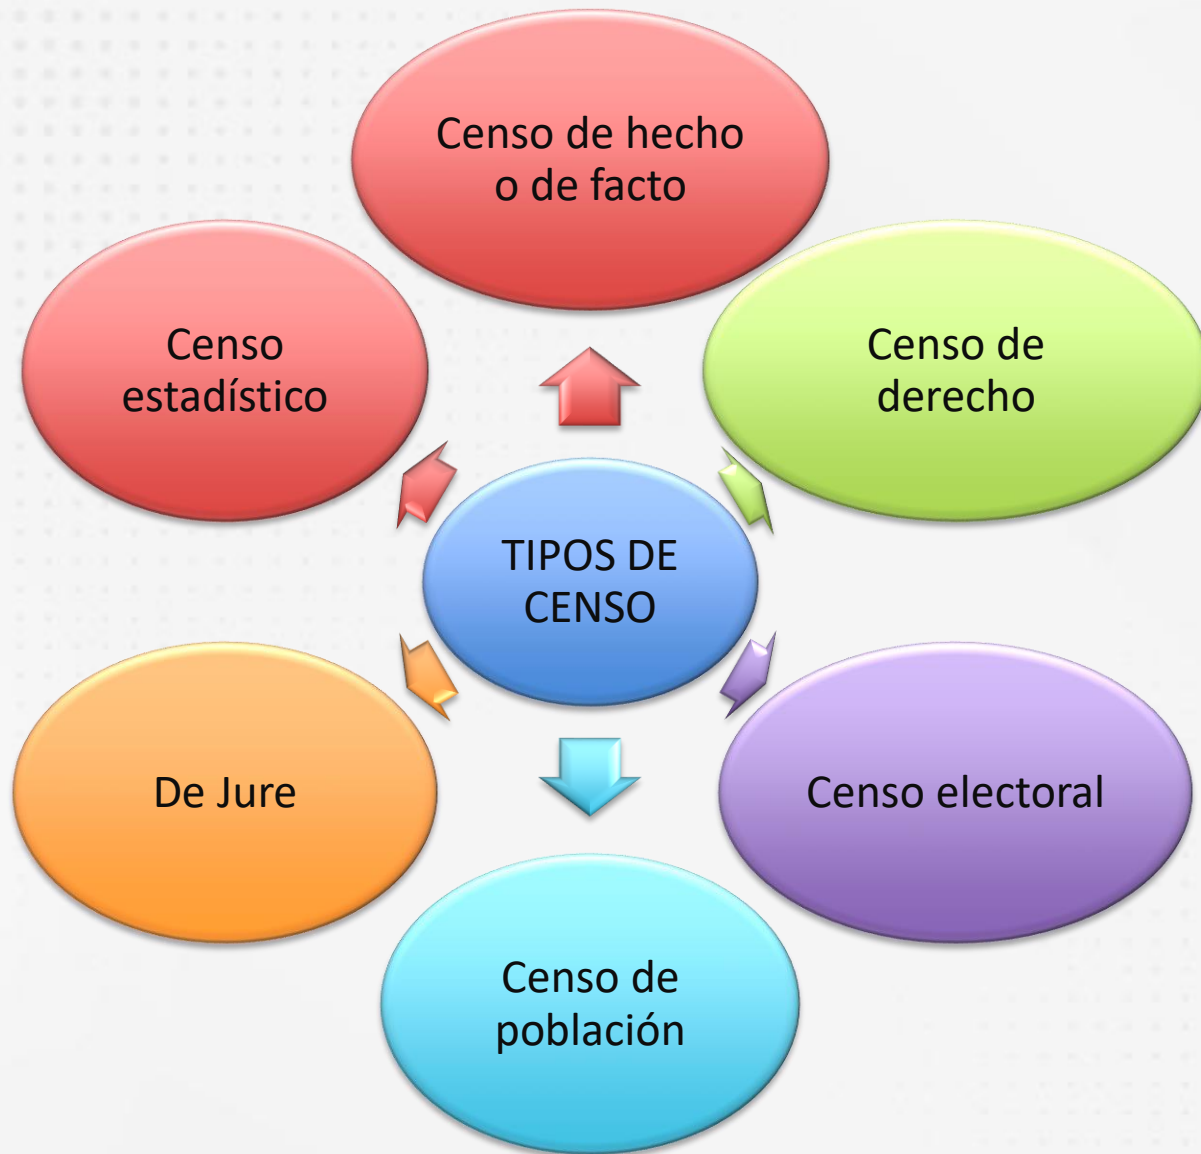 Censo de hecho
o de facto
Censo
estadístico
Censo de
derecho
TIPOS DE
CENSO
De Jure
Censo electoral
Censo de
población